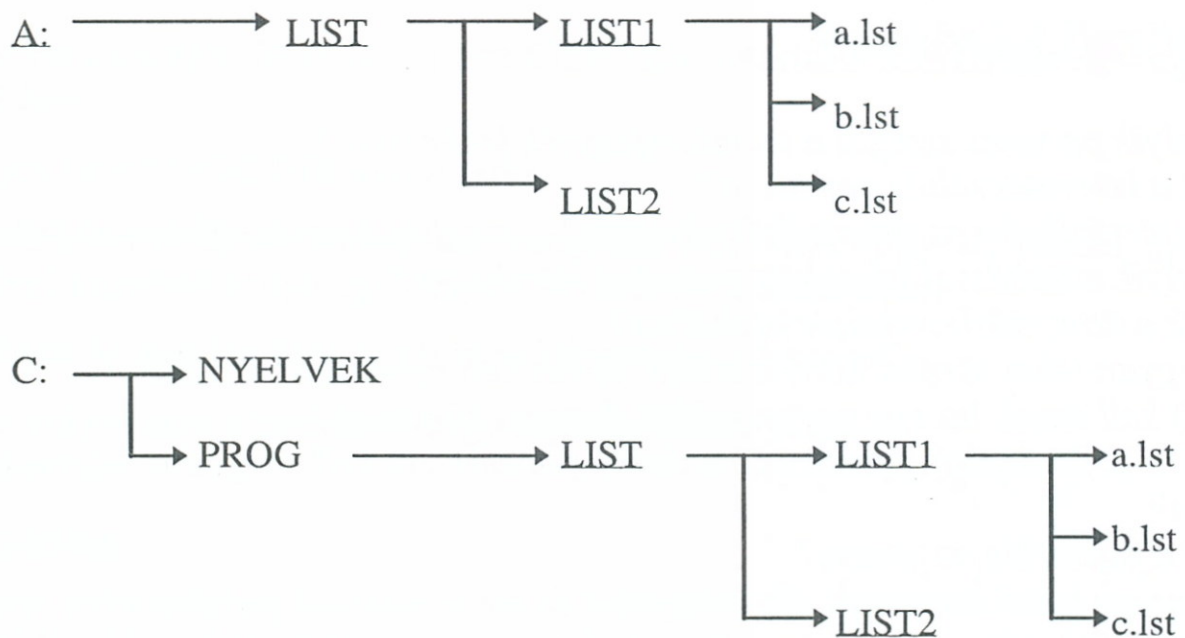 A: LIST LIST1 a.lst
b.lst
LIST2 c.lst
C: NYELVEK
PROG LIST LIST1 a.lst
b.lst
LIST2 c.lst